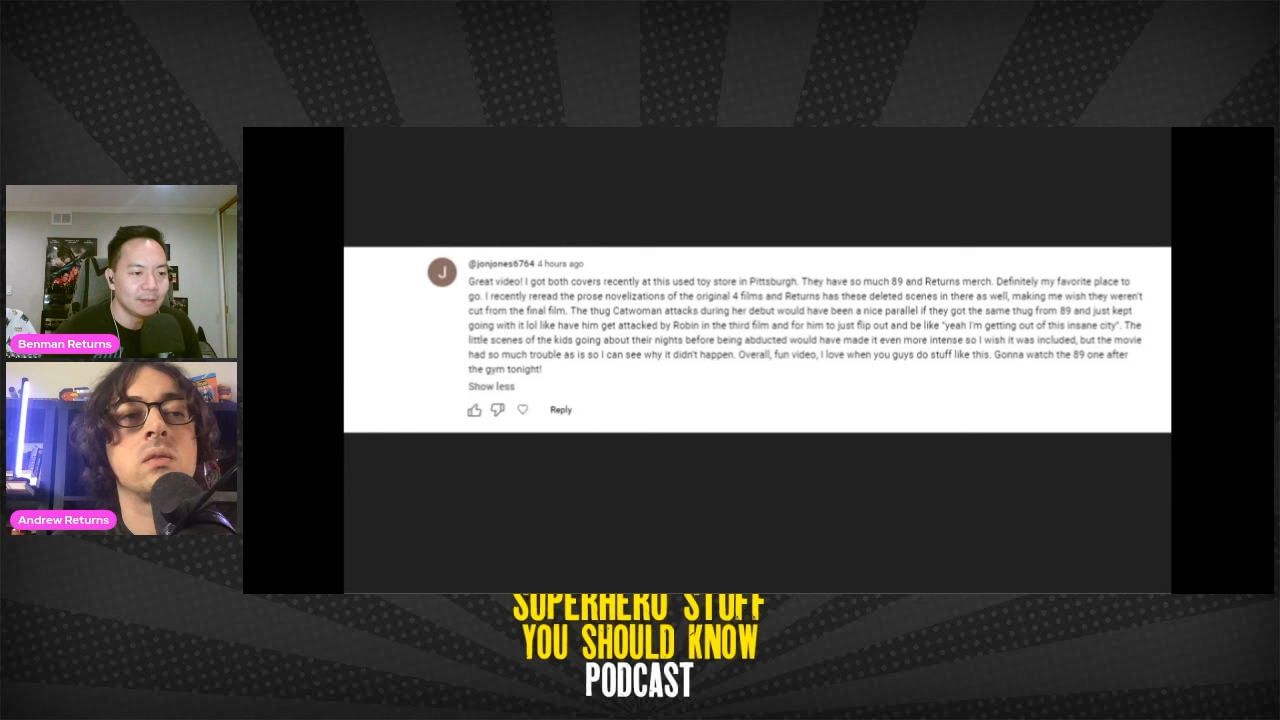 J
@jonjones6764 4 hours ago
Great video! I got both covers recently at this used toy store in Pittsburgh. They have so much 89 and Returns merch. Definitely my favorite place to
go. I recently reread the prose novelizations of the original 4 films and Returns has these deleted scenes in there as well, making me wish they weren't
cut from the final film. The thug Catwoman attacks during her debut would have been a nice parallel if they got the same thug from 89 and just kept
going with it lol like have him get attacked by Robin in the third film and for him to just flip out and be like "yeah I'm getting out of this insane city". The
little scenes of the kids going about their nights before being abducted would have made it even more intense so I wish it was included, but the movie
had so much trouble as is so I can see why it didn't happen. Overall, fun video, I love when you guys do stuff like this. Gonna watch the 89 one after
the gym tonight!
Show less
Reply
Benman Returns
Andrew Returns
SUPERHERO STUFF
YOU SHOULD KNOW
PODCAST